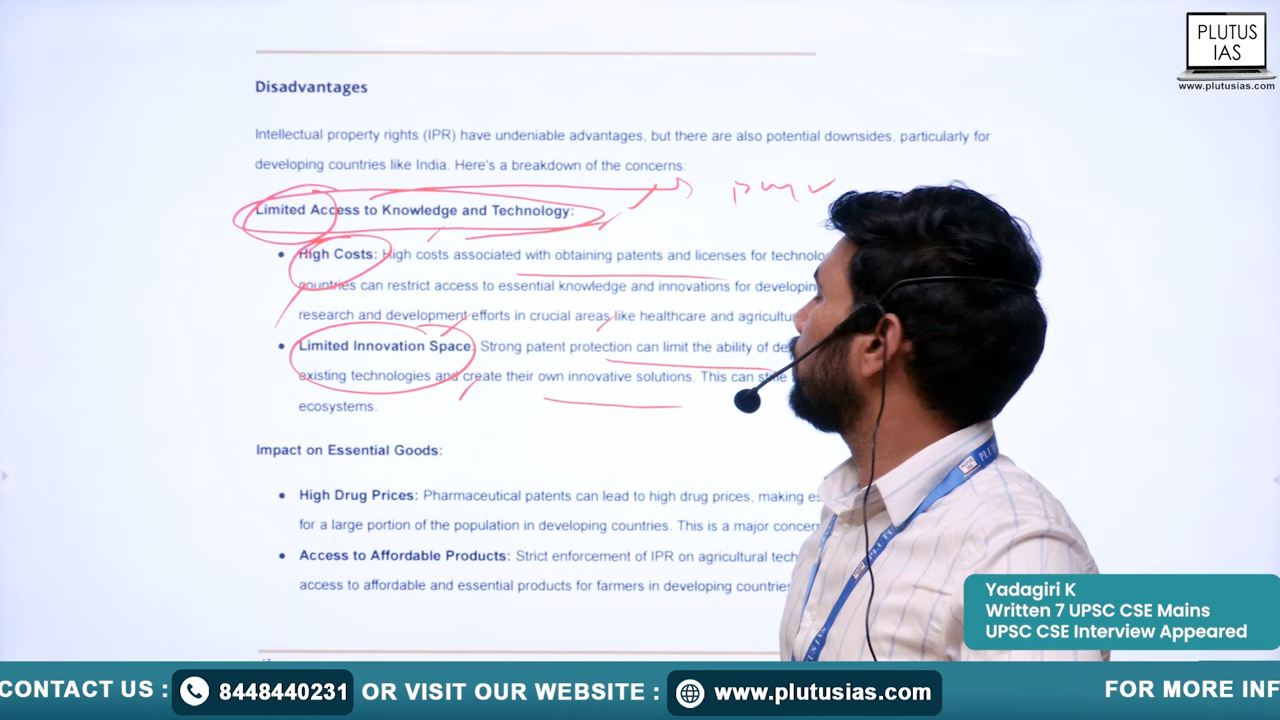 PLUTUS
IAS
www.plutusias.com
Disadvantages
Intellectual property rights (IPR) have undeniable advantages, but there are also potential downsides, particularly for
developing countries like India. Here's a breakdown of the concerns:
Limited Access to Knowledge and Technology:
• High Costs: High costs associated with obtaining patents and licenses for technolo
countries can restrict access to essential knowledge and innovations for developin
research and development efforts in crucial areas like healthcare and agricultu
• Limited Innovation Space: Strong patent protection can limit the ability of de
existing technologies and create their own innovative solutions. This can stifle
ecosystems.
Impact on Essential Goods:
• High Drug Prices: Pharmaceutical patents can lead to high drug prices, making es
for a large portion of the population in developing countries. This is a major concer
• Access to Affordable Products: Strict enforcement of IPR on agricultural tech
access to affordable and essential products for farmers in developing countries
PLUTUS
PLUTUS IAS
Yadagiri K
Written 7 UPSC CSE Mains
UPSC CSE Interview Appeared
CONTACT US : 8448440231 OR VISIT OUR WEBSITE : www.plutusias.com FOR MORE INF